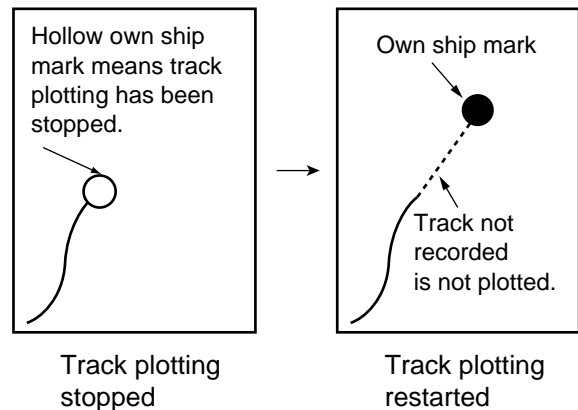 Hollow own ship
mark means track
plotting has been
stopped.
Own ship mark
Track not
recorded
is not plotted.
Track plotting
stopped
Track plotting
restarted